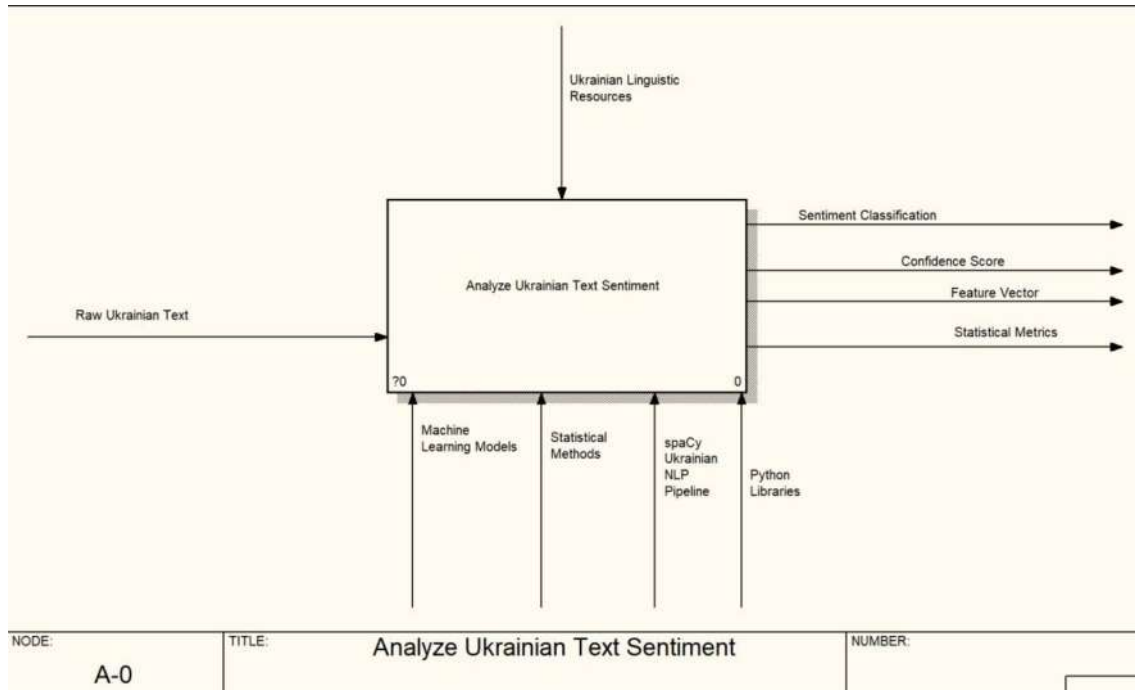 Ukrainian Linguistic
Resources
Sentiment Classification
Confidence Score
Analyze Ukrainian Text Sentiment
Feature Vector
Raw Ukrainian Text
Statistical Metrics
?0
0
Machine
Learning Models
Statistical
Methods
spaCy
Ukrainian
NLP
Pipeline
Python
Libraries
NODE:
A-0
TITLE:
Analyze Ukrainian Text Sentiment
NUMBER: